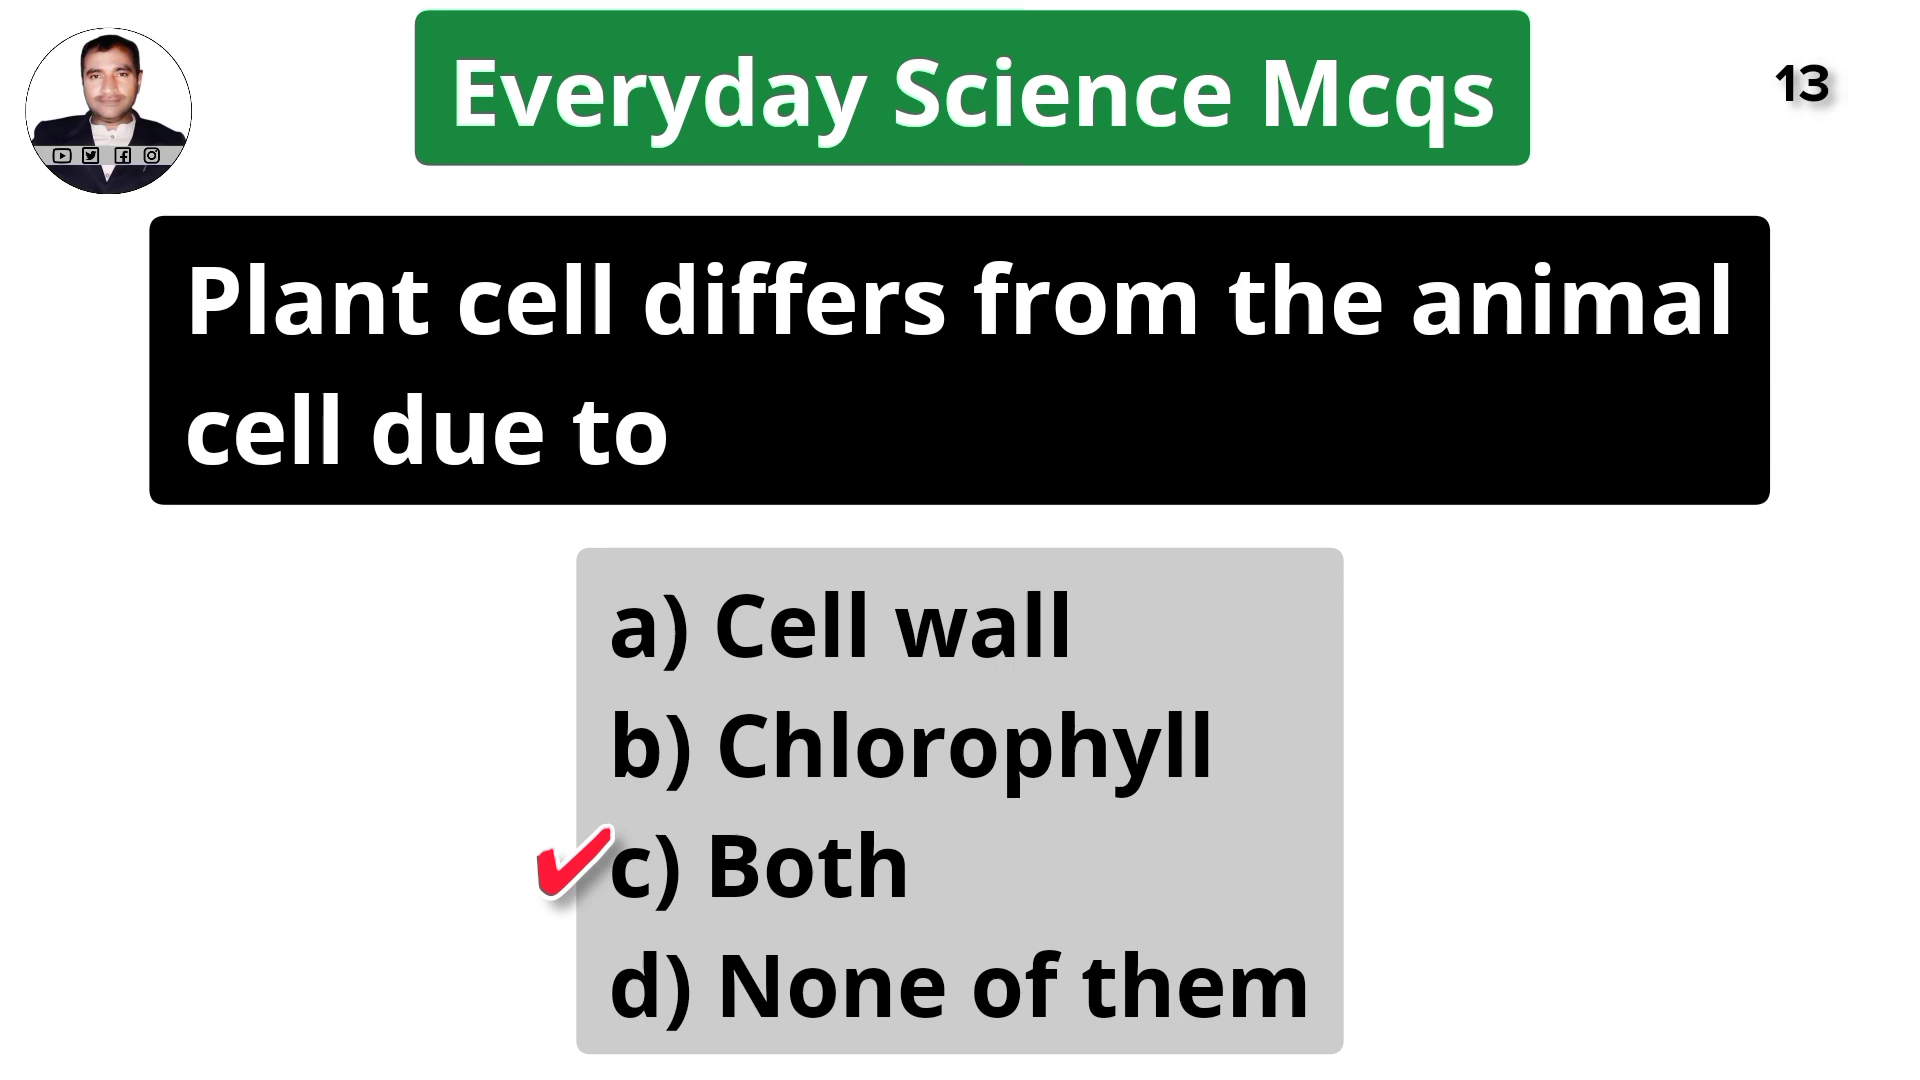 Everyday Science Mcqs
13
Plant cell differs from the animal
cell due to
a) Cell wall
b) Chlorophyll
c) Both
d) None of them